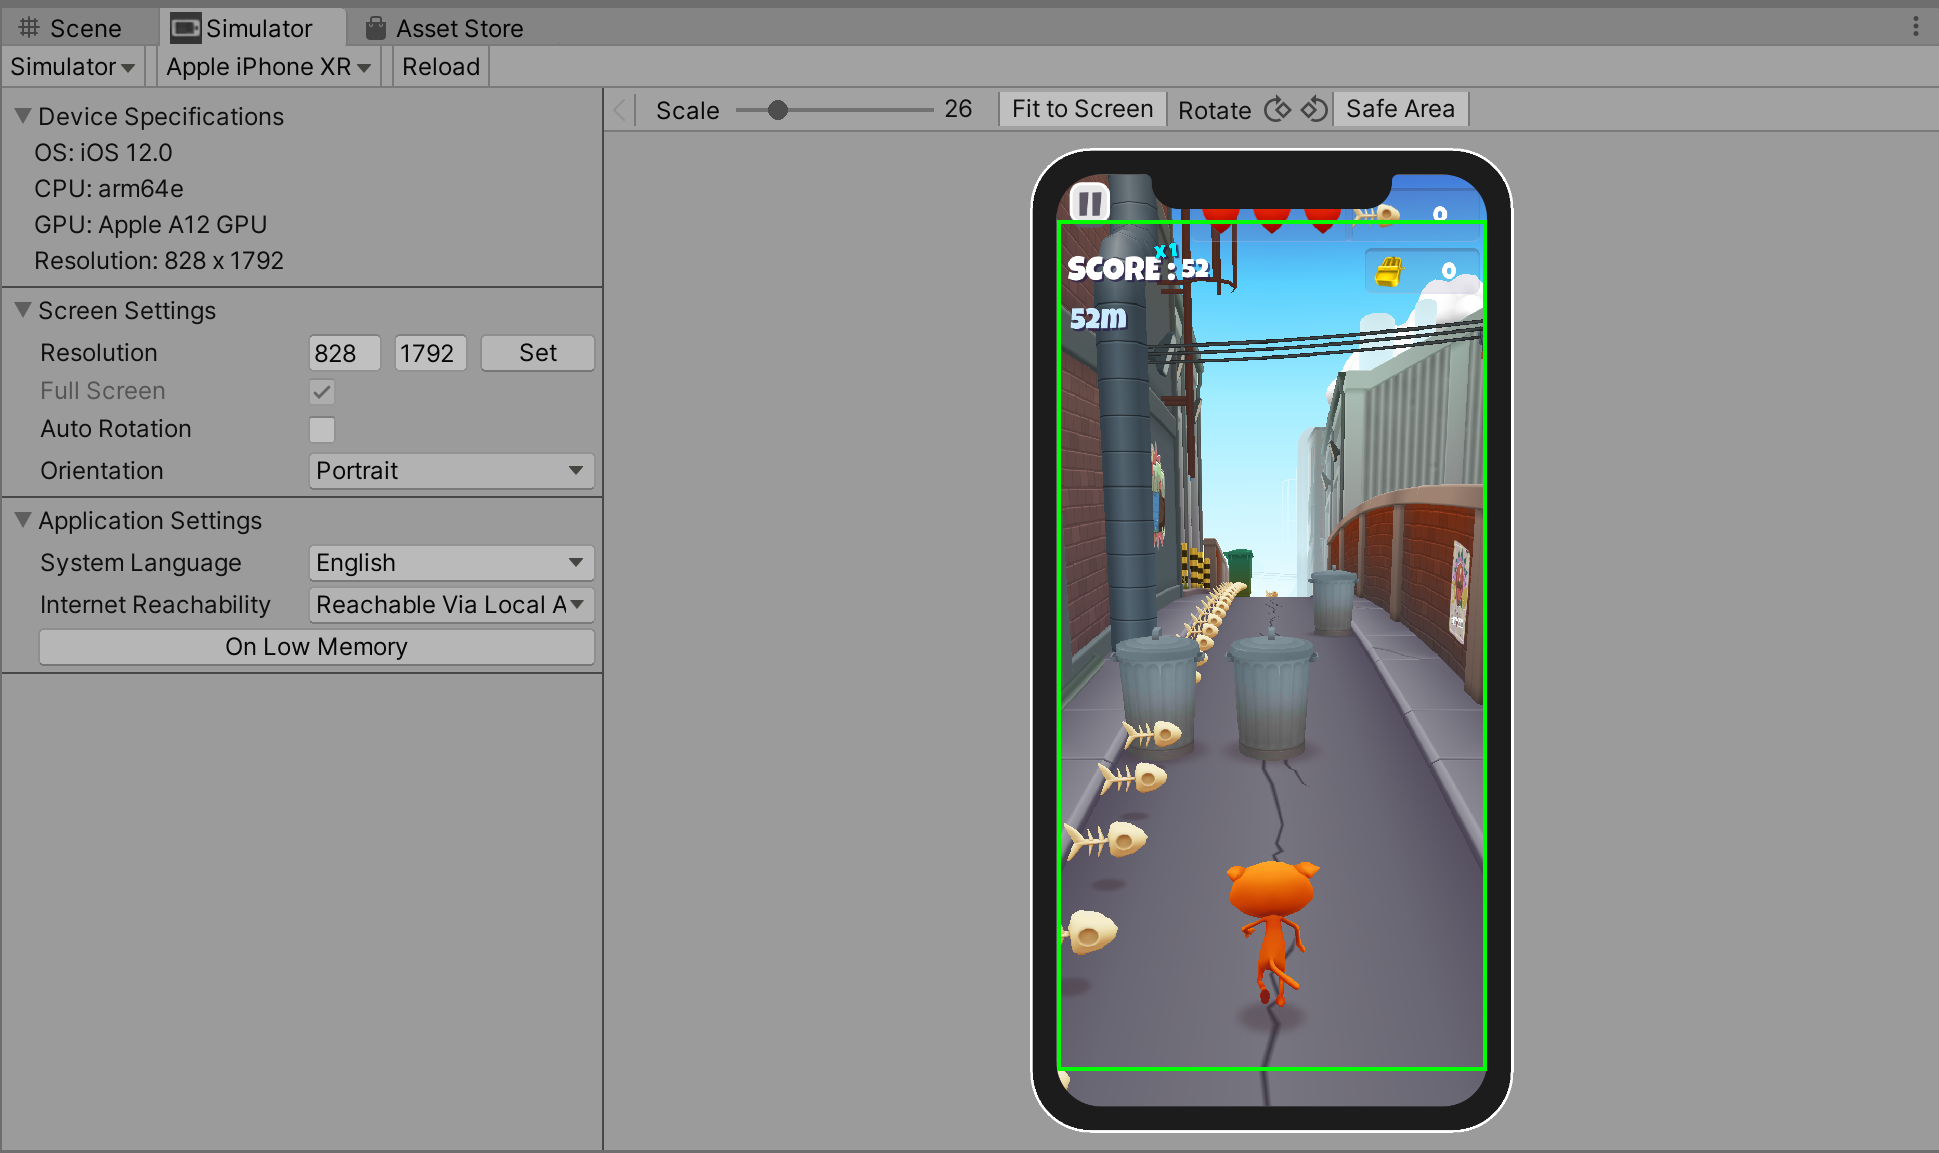 Scene Simulator Asset Store
Simulator Apple iPhone XR Reload
Device Specifications
OS: iOS 12.0
CPU: arm64e
GPU: Apple A12 GPU
Resolution: 828 x 1792
Screen Settings
Resolution 828 1792 Set
Full Screen
Auto Rotation
Orientation Portrait
Application Settings
System Language English
Internet Reachability Reachable Via Local A
On Low Memory
Scale 26 Fit to Screen Rotate Safe Area
0
x1
SCORE : 52
0
52m